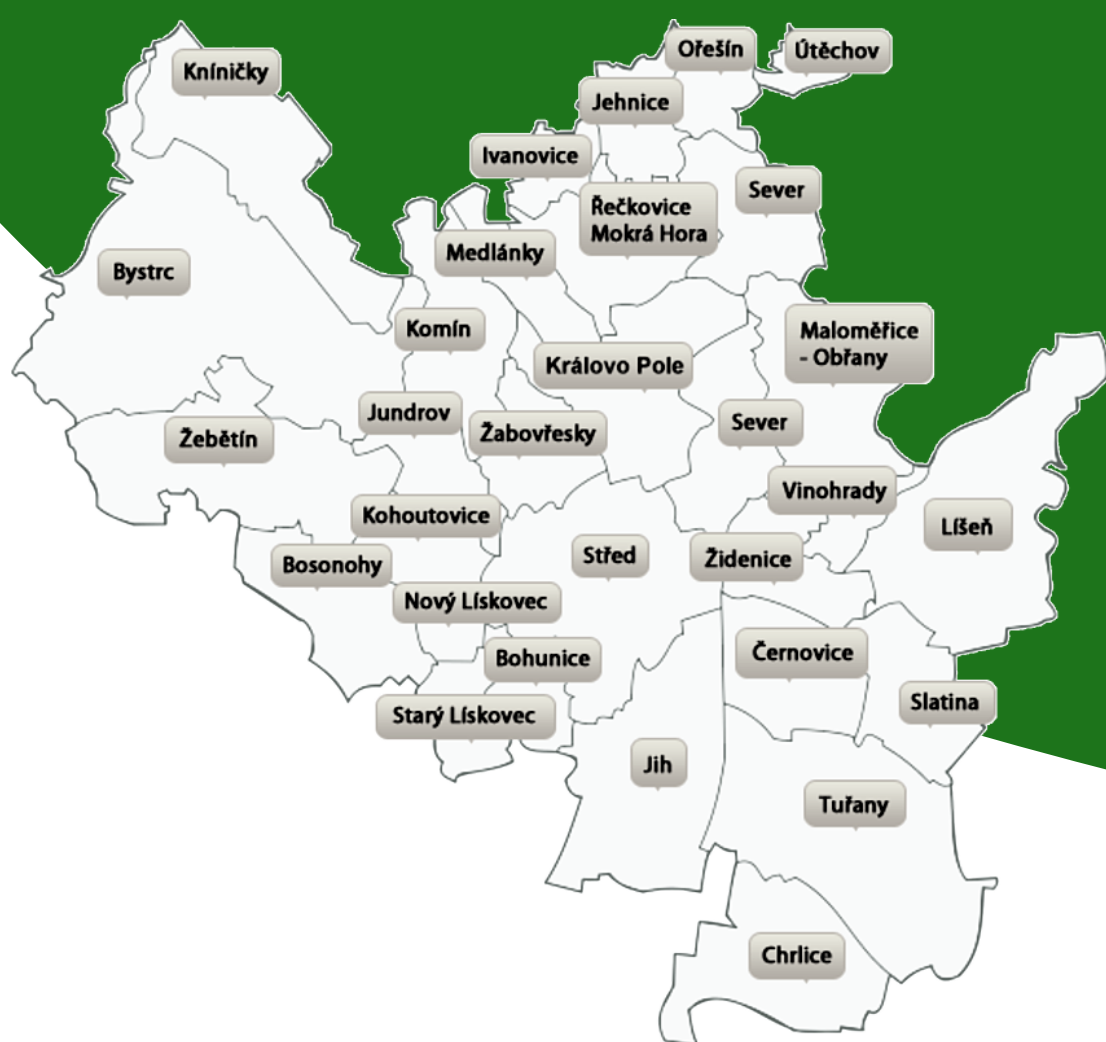 Ořešín
Útěchov
Kníničky
Jehnice
Ivanovice
Sever
Řečkovice
Mokrá Hora
Medlánky
Bystrc
Komín
Maloměřice
- Obřany
Královo Pole
Jundrov
Sever
Žabovřesky
Žebětín
Vinohrady
Kohoutovice
Líšeň
Střed
Židenice
Bosonohy
Nový Lískovec
Černovice
Bohunice
Slatina
Starý Lískovec
Jih
Tuřany
Chrlice